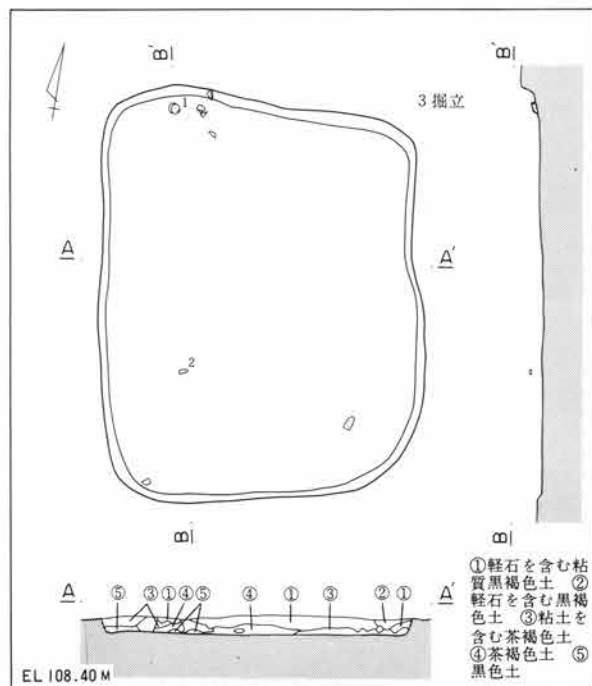 B B'
1
3掘立
A A'
2
B B
A A'
⑤ ③ ① ④ ⑤ ④ ① ③ ② ①
①軽石を含む粘
質黒褐色土 ②
軽石を含む黒褐
色土 ③粘土を
含む茶褐色土
④茶褐色土 ⑤
黒色土
EL 108.40M